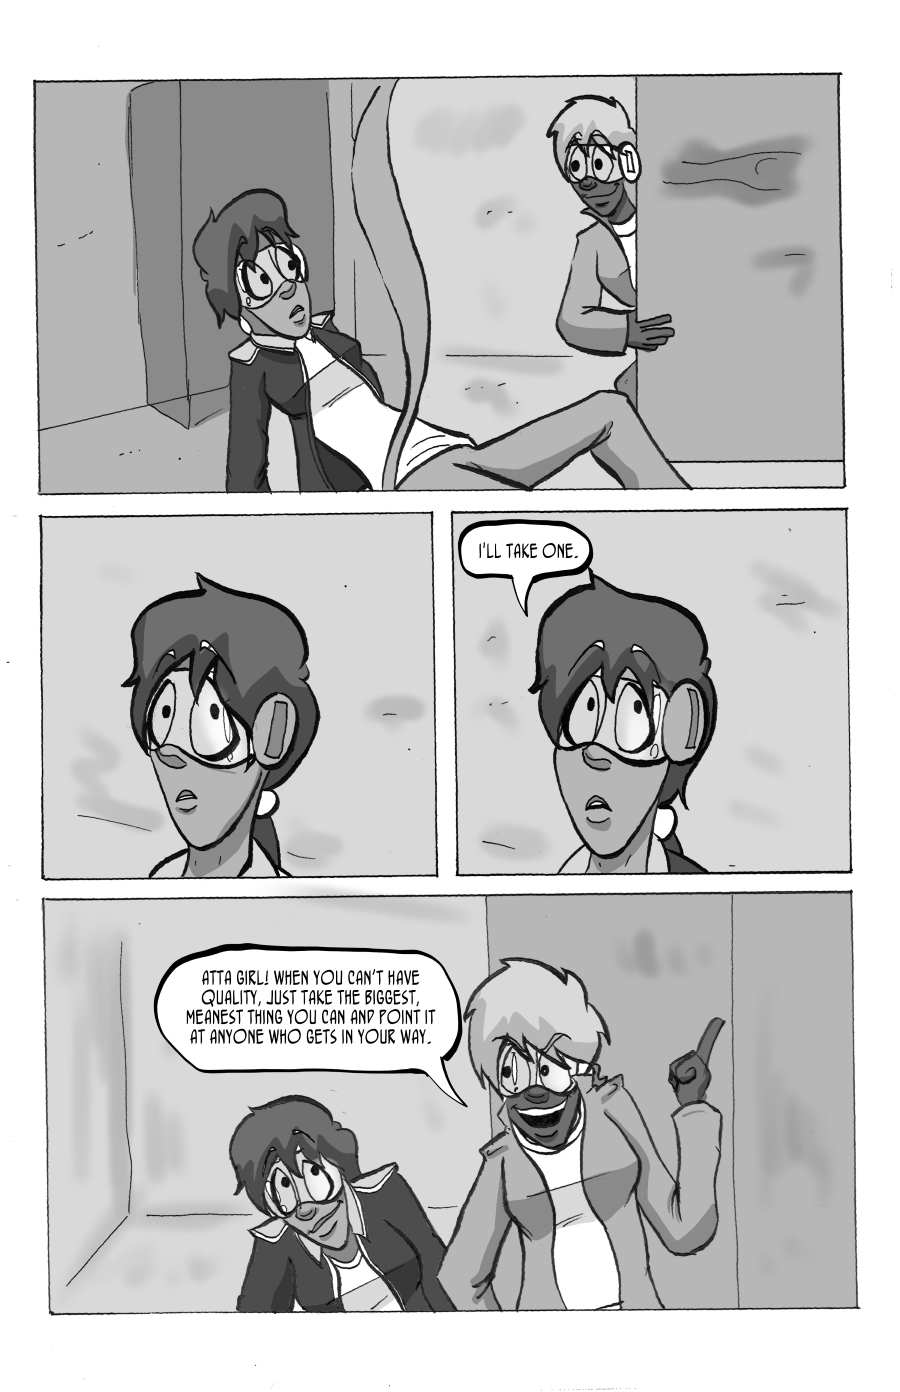 I'LL TAKE ONE.
ATTA GIRL! WHEN YOU CAN'T HAVE
QUALITY, JUST TAKE THE BIGGEST,
MEANEST THING YOU CAN AND POINT IT
AT ANYONE WHO GETS IN YOUR WAY.